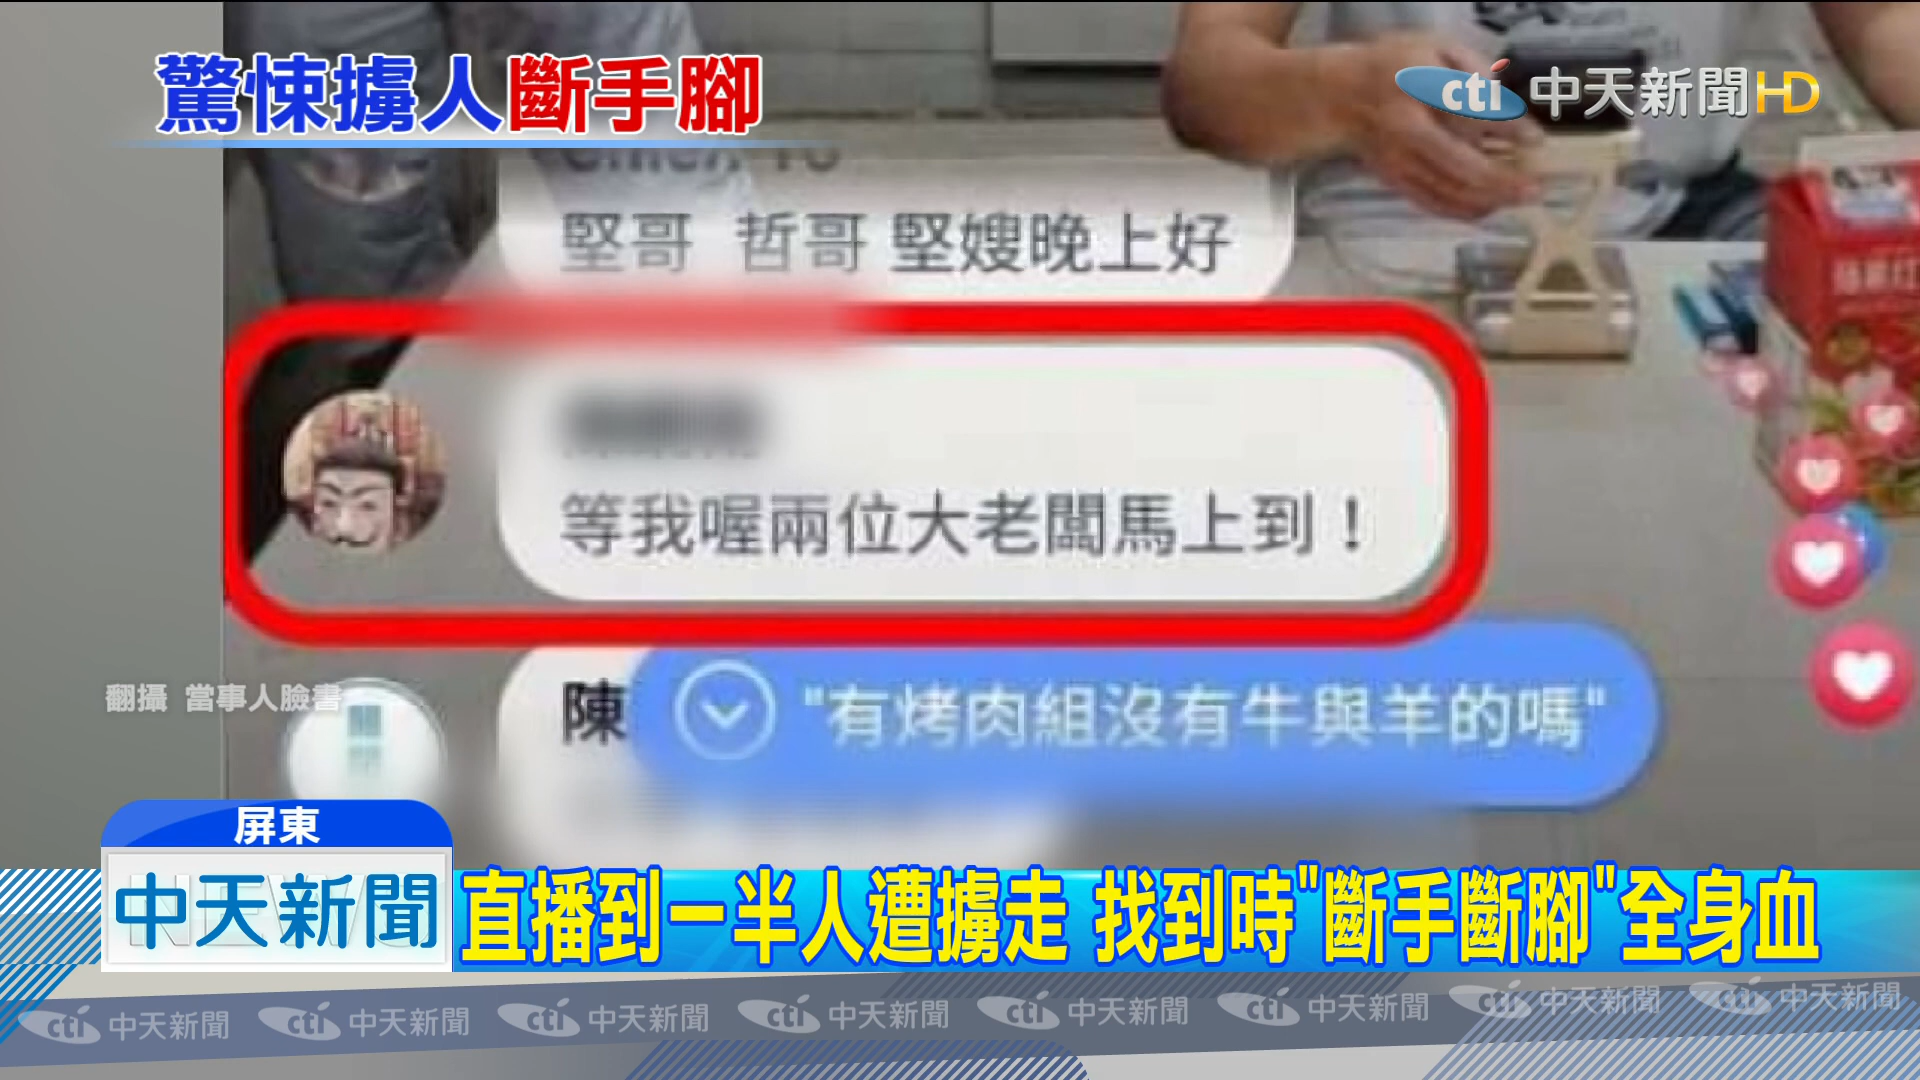 驚悚擄人斷手腳
cti 中天新聞HD
堅哥 哲哥 堅嫂晚上好
等我喔兩位大老闆馬上到！
陳
"有烤肉組沒有牛與羊的嗎"
翻攝 當事人臉書
屏東
中天新聞
直播到一半人遭擄走 找到時"斷手斷腳"全身血
cti 中天新聞 cti 中天新聞 cti 中天新聞 cti 中天新聞 cti 中天新聞 cti 中天新聞 cti 中天新聞 cti 中天新聞